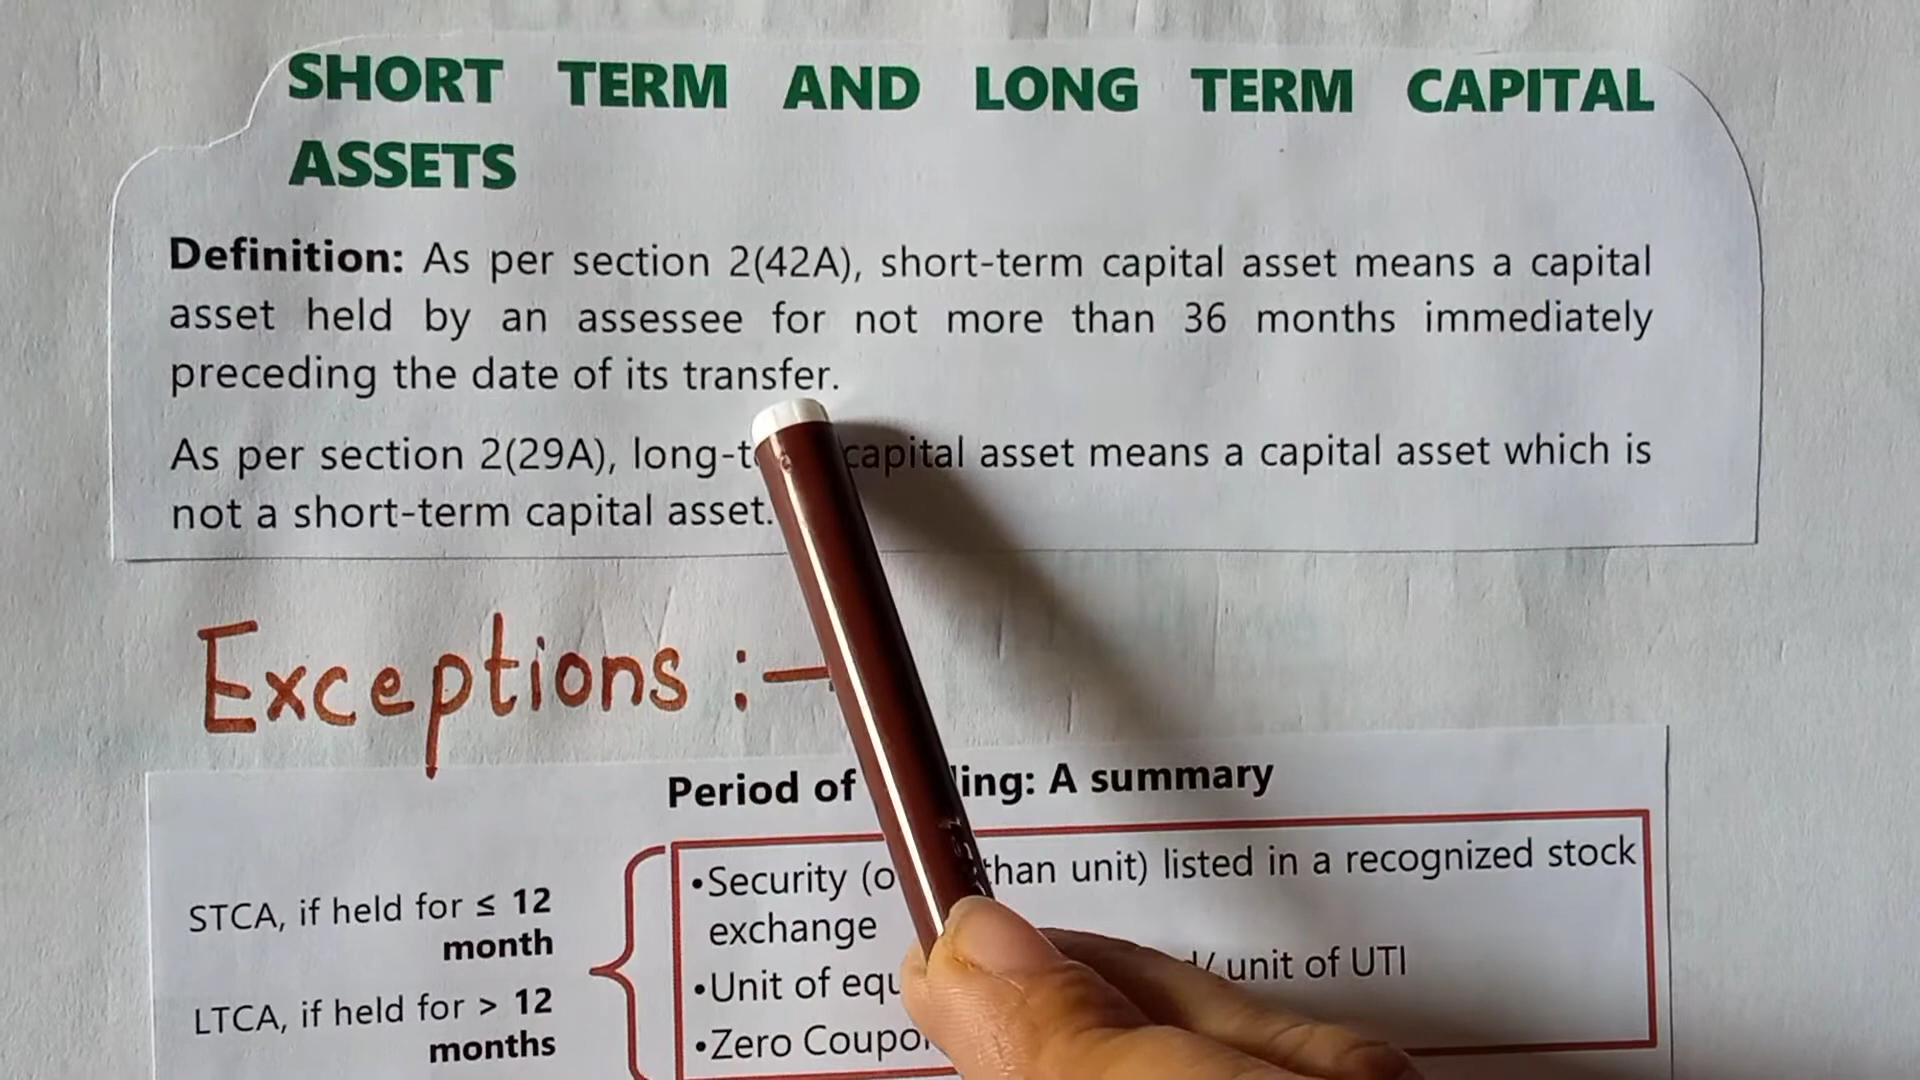 SHORT TERM AND LONG TERM CAPITAL
ASSETS
Definition: As per section 2(42A), short-term capital asset means a capital
asset held by an assessee for not more than 36 months immediately
preceding the date of its transfer.
As per section 2(29A), capital asset means a capital asset which is
not a short-term capital asset.
Exceptions :-
Period of : A summary
STCA, if held for ≤ 12
month
LTCA, if held for > 12
months
•Security than unit) listed in a recognized stock
exchange
•Unit of unit of UTI
•Zero